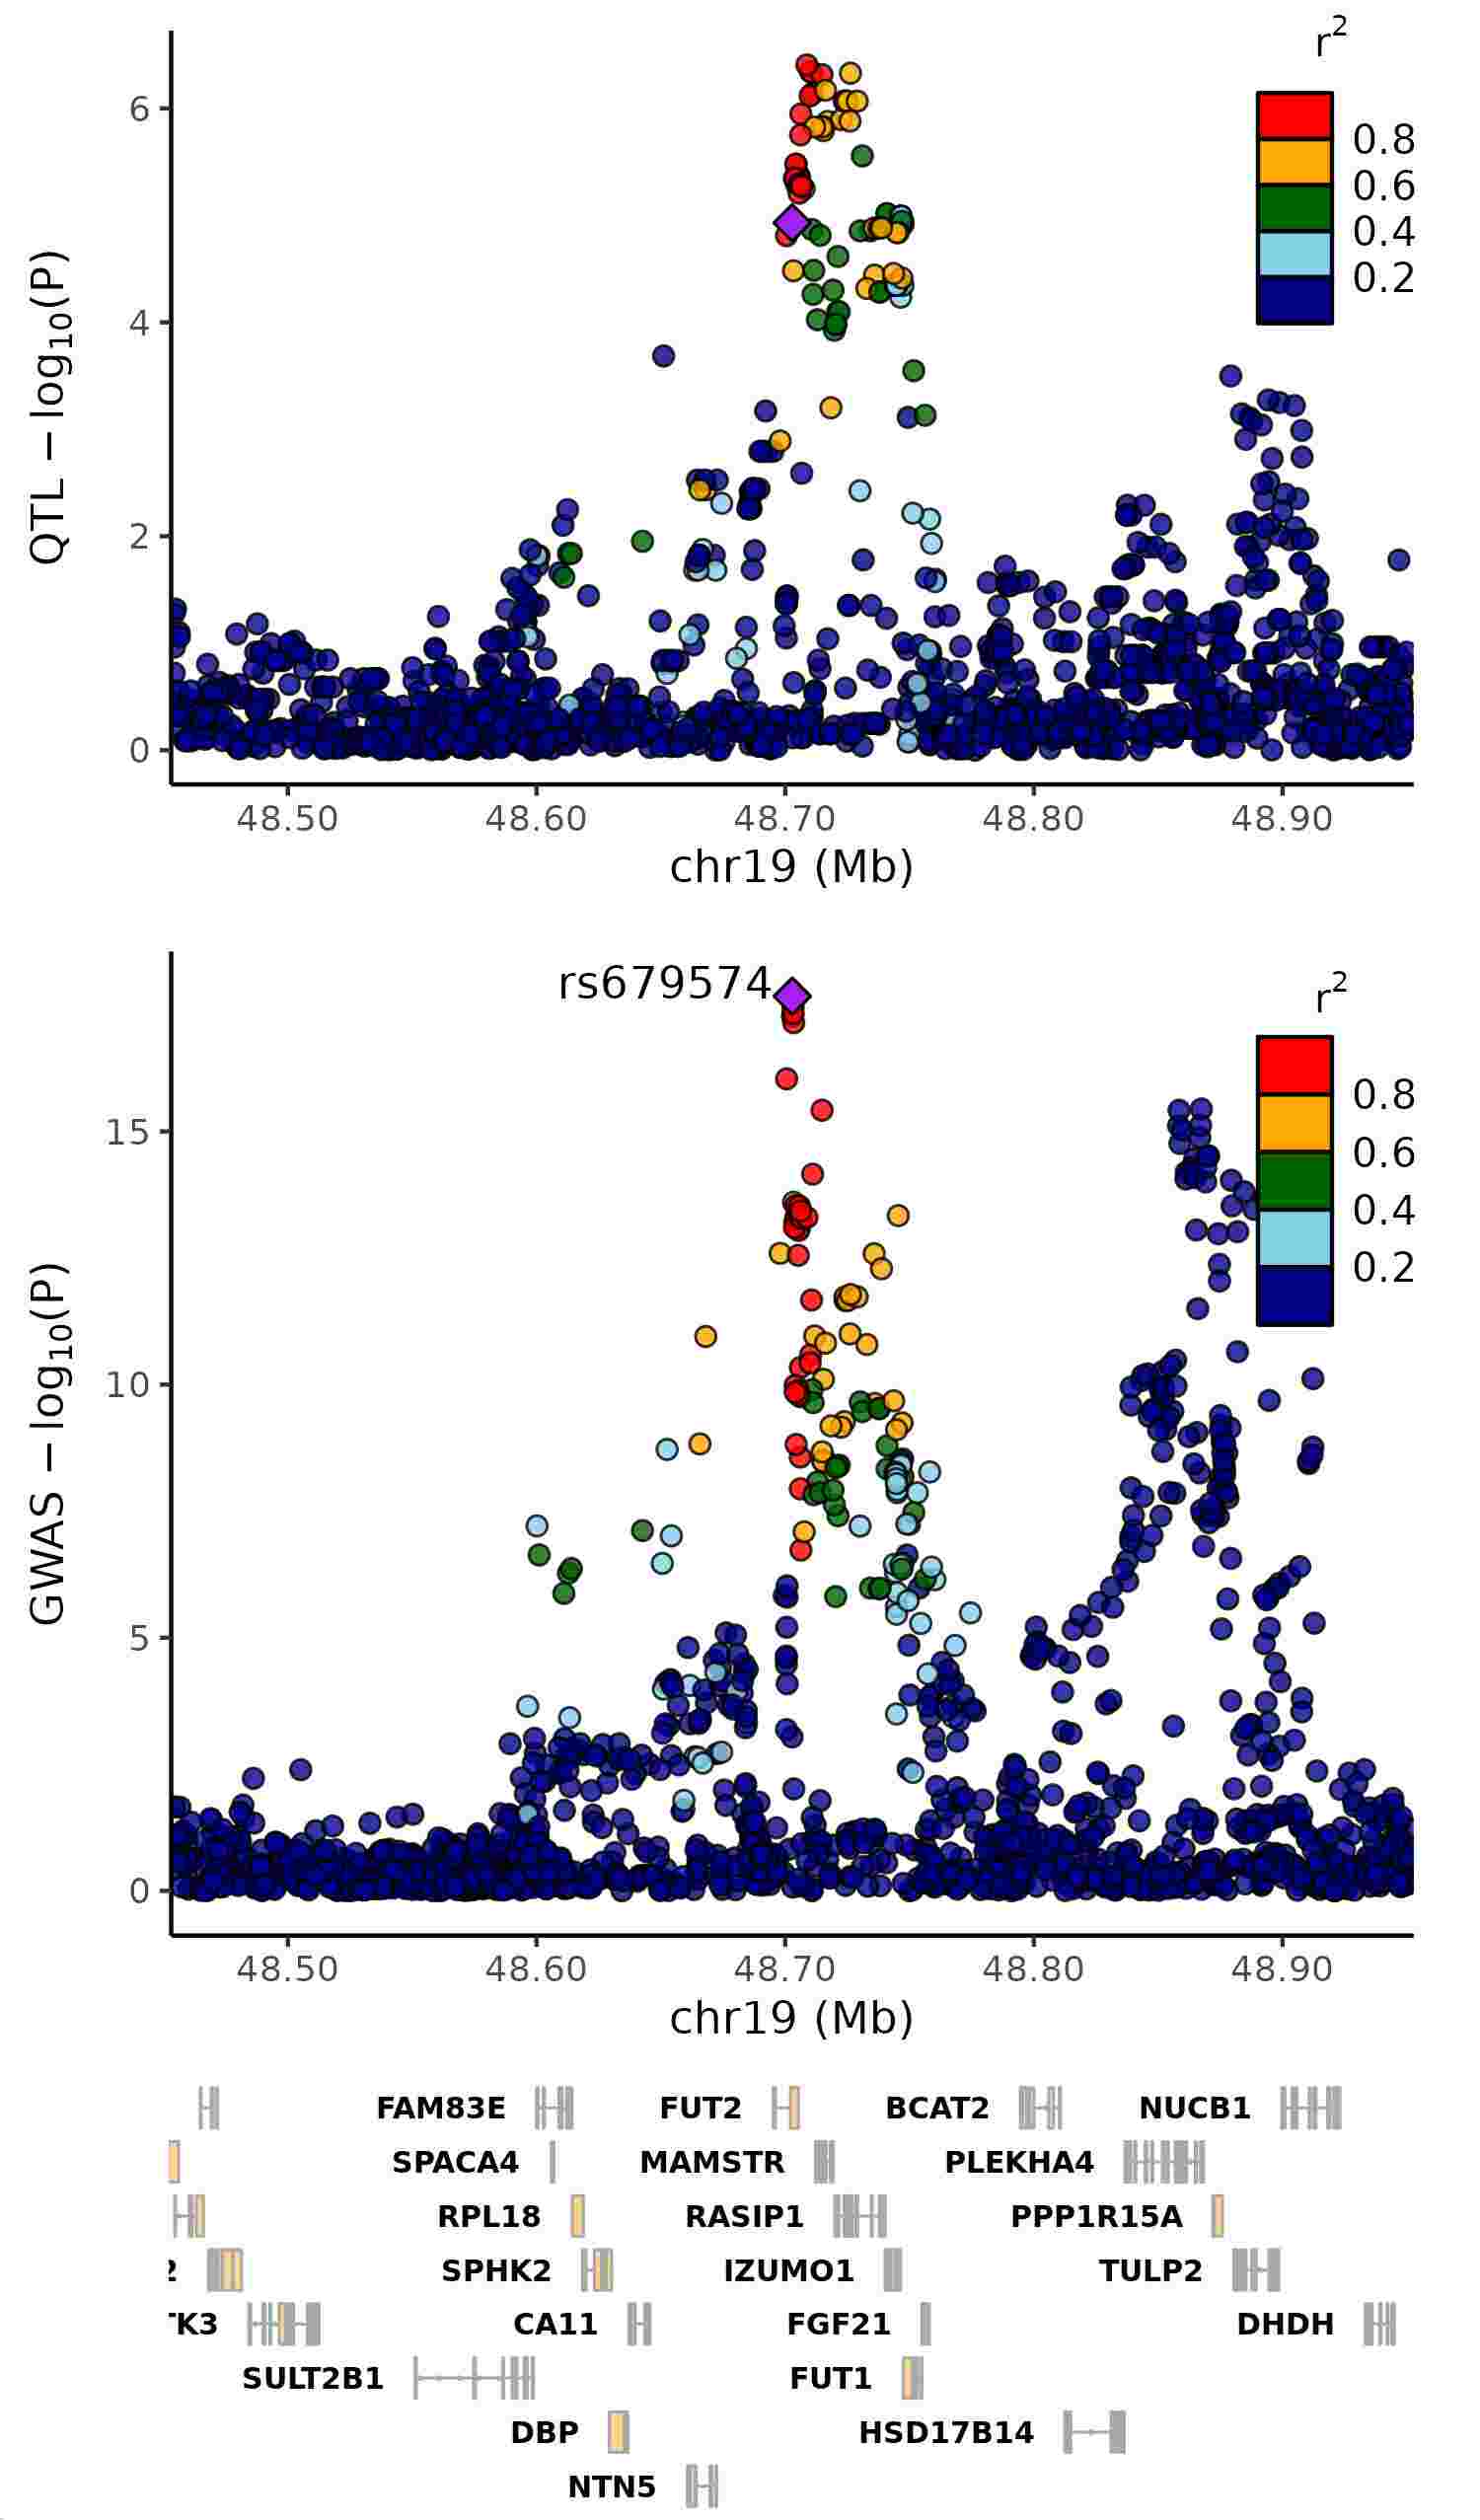 r²
6
4
2
0
QTL − log₁₀(P)
0.8
0.6
0.4
0.2
48.50 48.60 48.70 48.80 48.90
chr19 (Mb)
rs679574
r²
15
10
5
0
GWAS − log₁₀(P)
0.8
0.6
0.4
0.2
48.50 48.60 48.70 48.80 48.90
chr19 (Mb)
FAM83E FUT2 BCAT2 NUCB1
SPACA4 MAMSTR PLEKHA4
RPL18 RASIP1 PPP1R15A
2 SPHK2 IZUMO1 TULP2
TK3 CA11 FGF21 DHDH
SULT2B1 FUT1
DBP HSD17B14
NTN5